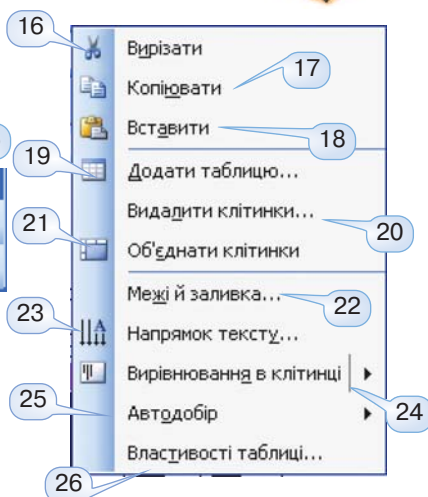 16
Вирізати
17
Копіювати
Вставити
18
19
Додати таблицю...
Видалити клітинки...
20
21
Об'єднати клітинки
Межі й заливка...
22
23
Напрямок тексту...
Вирівнювання в клітинці
24
25
Автодобір
Властивості таблиці...
26